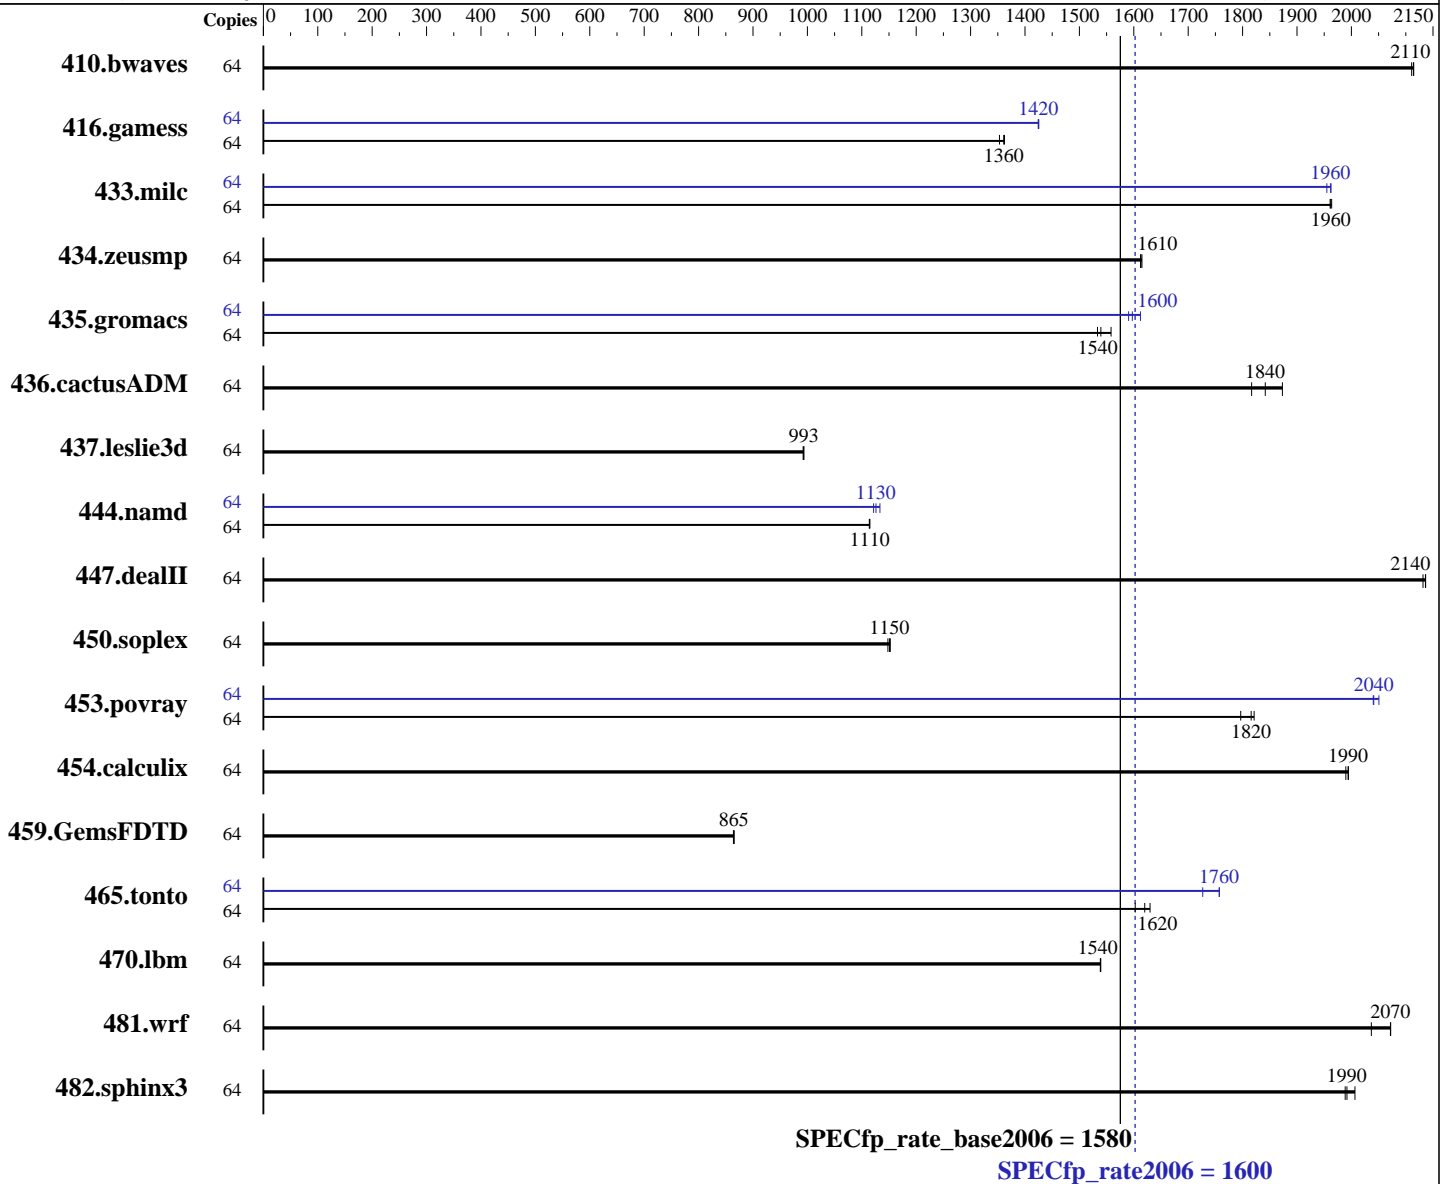 Copies 0 100 200 300 400 500 600 700 800 900 1000 1100 1200 1300 1400 1500 1600 1700 1800 1900 2000 2150
410.bwaves 64 2110
416.gamess 64 1420
64 1360
433.milc 64 1960
64 1960
434.zeusmp 64 1610
435.gromacs 64 1600
64 1540
436.cactusADM 64 1840
437.leslie3d 64 993
444.namd 64 1130
64 1110
447.dealII 64 2140
450.soplex 64 1150
453.povray 64 2040
64 1820
454.calculix 64 1990
459.GemsFDTD 64 865
465.tonto 64 1760
64 1620
470.lbm 64 1540
481.wrf 64 2070
482.sphinx3 64 1990
SPECfp_rate_base2006 = 1580
SPECfp_rate2006 = 1600